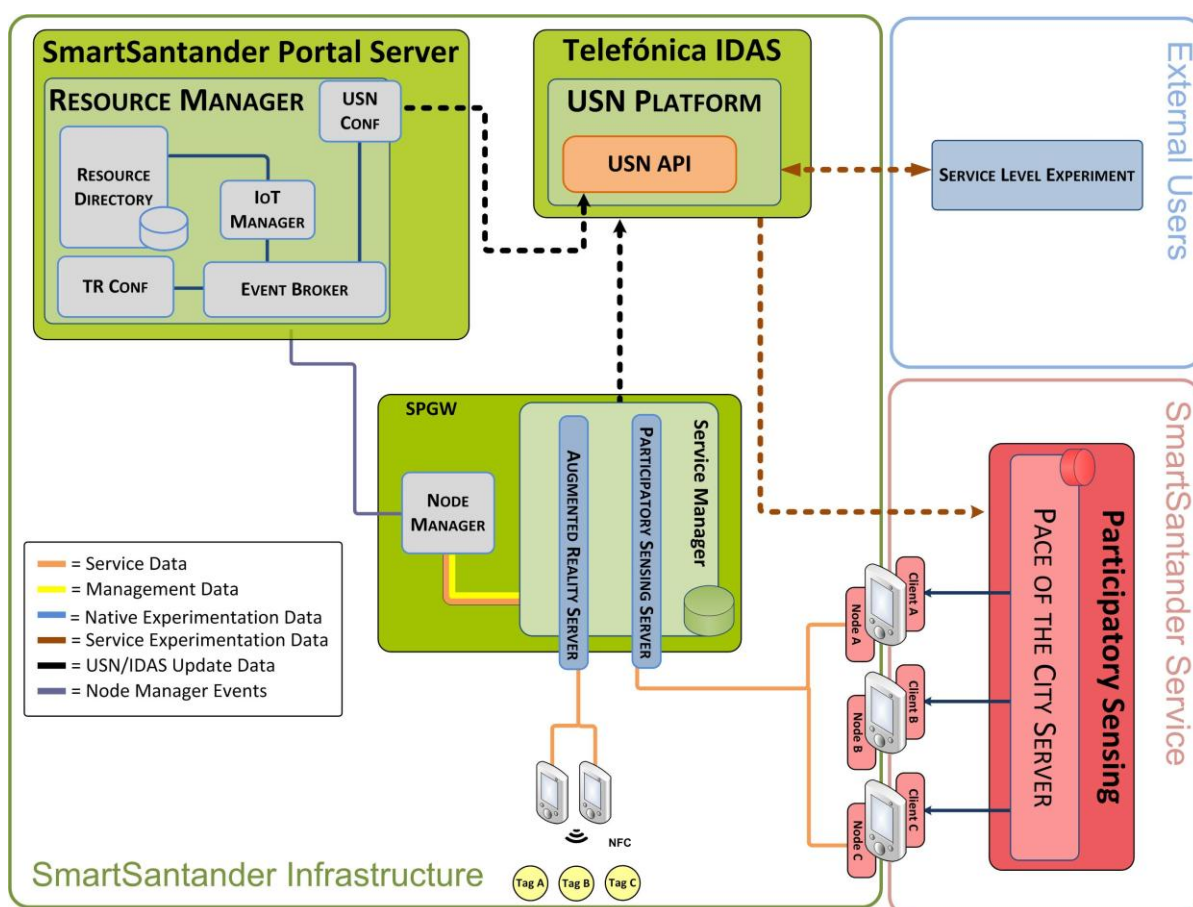 SmartSantander Portal Server
RESOURCE MANAGER
USN
CONF
RESOURCE
DIRECTORY
IOT
MANAGER
TR CONF
EVENT BROKER
Telefónica IDAS
USN PLATFORM
USN API
External Users
SERVICE LEVEL EXPERIMENT
SPGW
NODE
MANAGER
AUGMENTED REALITY SERVER
PARTICIPATORY SENSING SERVER
Service Manager
= Service Data
= Management Data
= Native Experimentation Data
= Service Experimentation Data
= USN/IDAS Update Data
= Node Manager Events
NFC
Tag A
Tag B
Tag C
SmartSantander Infrastructure
Node A
Client A
Node B
Client B
Node C
Client C
PACE OF THE CITY SERVER
Participatory Sensing
SmartSantander
Service